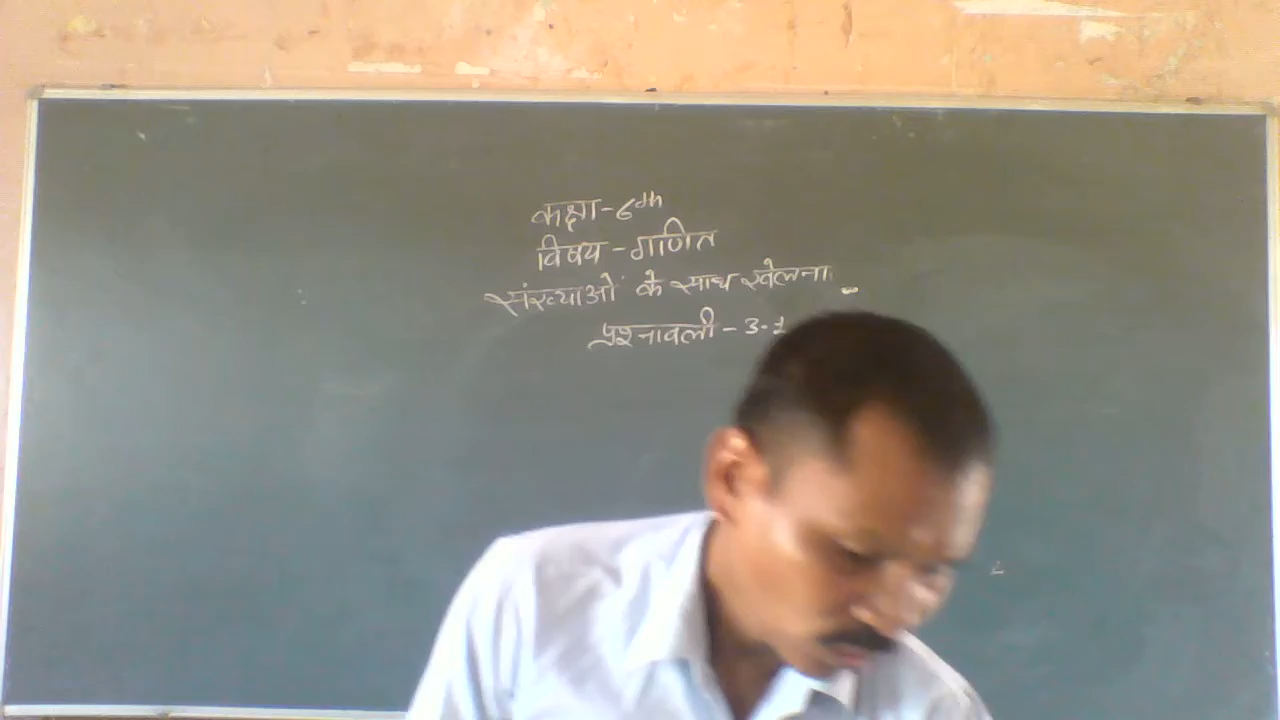 कक्षा-6th
विषय-गणित
संख्याओं के साथ खेलना
प्रश्नावली-3.1